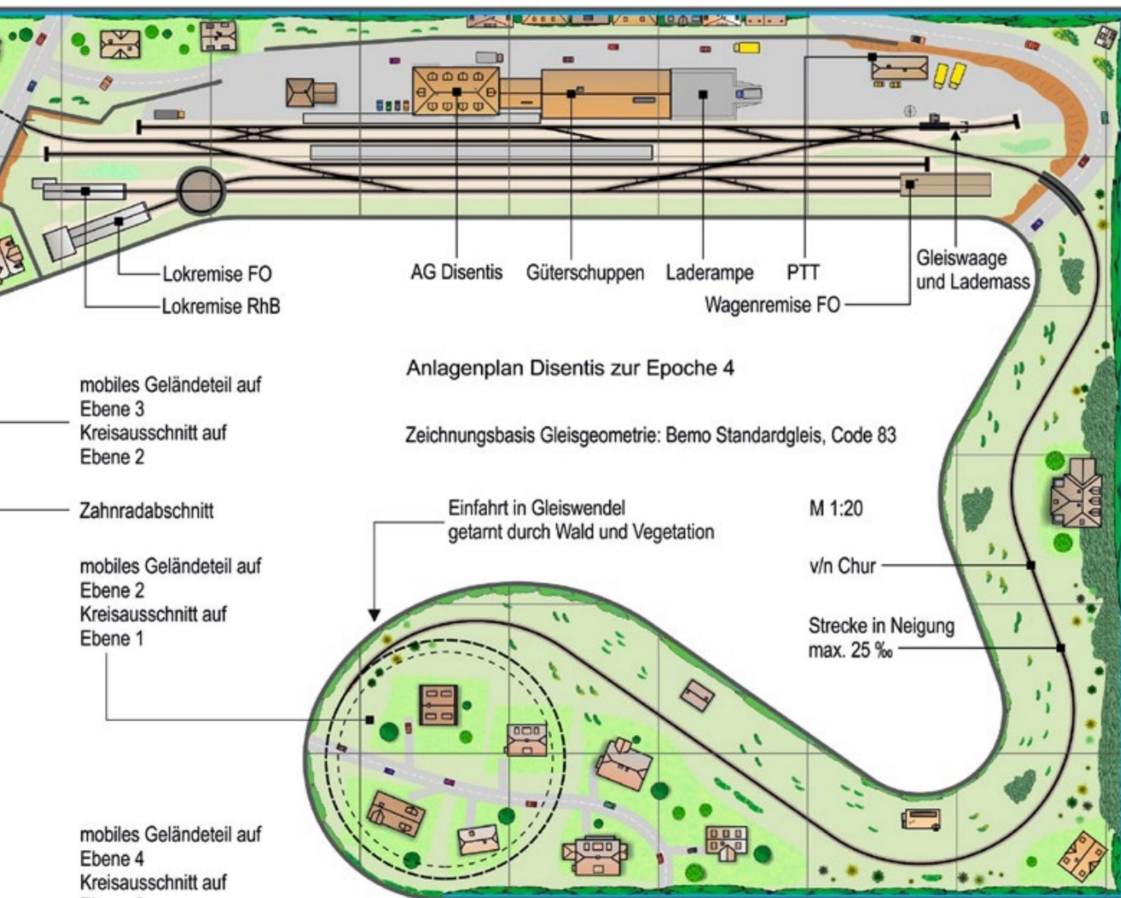 PTT
Lokremise FO
Lokremise RhB
AG Disentis
Güterschuppen
Laderampe
PTT
Wagenremise FO
Gleiswaage
und Lademass
Anlagenplan Disentis zur Epoche 4
Zeichnungsbasis Gleisgeometrie: Bemo Standardgleis, Code 83
mobiles Geländeteil auf
Ebene 3
Kreisausschnitt auf
Ebene 2
Zahnradabschnitt
mobiles Geländeteil auf
Ebene 2
Kreisausschnitt auf
Ebene 1
Einfahrt in Gleiswendel
getarnt durch Wald und Vegetation
M 1:20
v/n Chur
Strecke in Neigung
max. 25 ‰
mobiles Geländeteil auf
Ebene 4
Kreisausschnitt auf